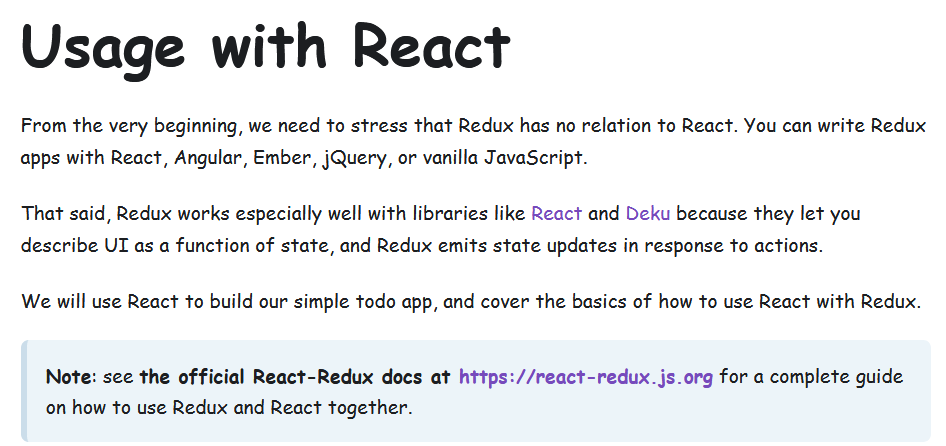 Usage with React
From the very beginning, we need to stress that Redux has no relation to React. You can write Redux
apps with React, Angular, Ember, jQuery, or vanilla JavaScript.
That said, Redux works especially well with libraries like React and Deku because they let you
describe UI as a function of state, and Redux emits state updates in response to actions.
We will use React to build our simple todo app, and cover the basics of how to use React with Redux.
Note: see the official React-Redux docs at https://react-redux.js.org for a complete guide
on how to use Redux and React together.